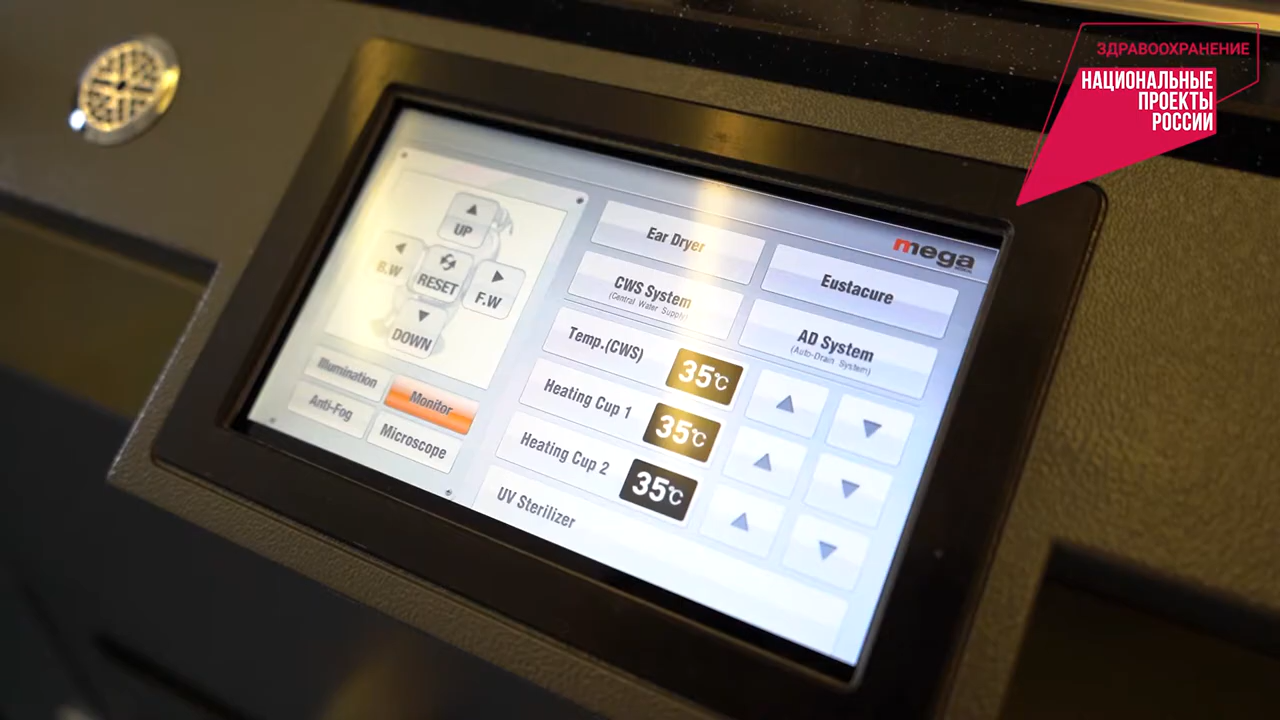 ЗДРАВООХРАНЕНИЕ
НАЦИОНАЛЬНЫЕ
ПРОЕКТЫ
РОССИИ
mega
UP
B.W
RESET
F.W
DOWN
Illumination
Monitor
Anti-Fog
Microscope
Ear Dryer
Eustacure
CWS System
(Central Water Supply)
AD System
(Auto-Drain System)
Temp.(CWS)
35℃
Heating Cup 1
35℃
Heating Cup 2
35℃
UV Sterilizer